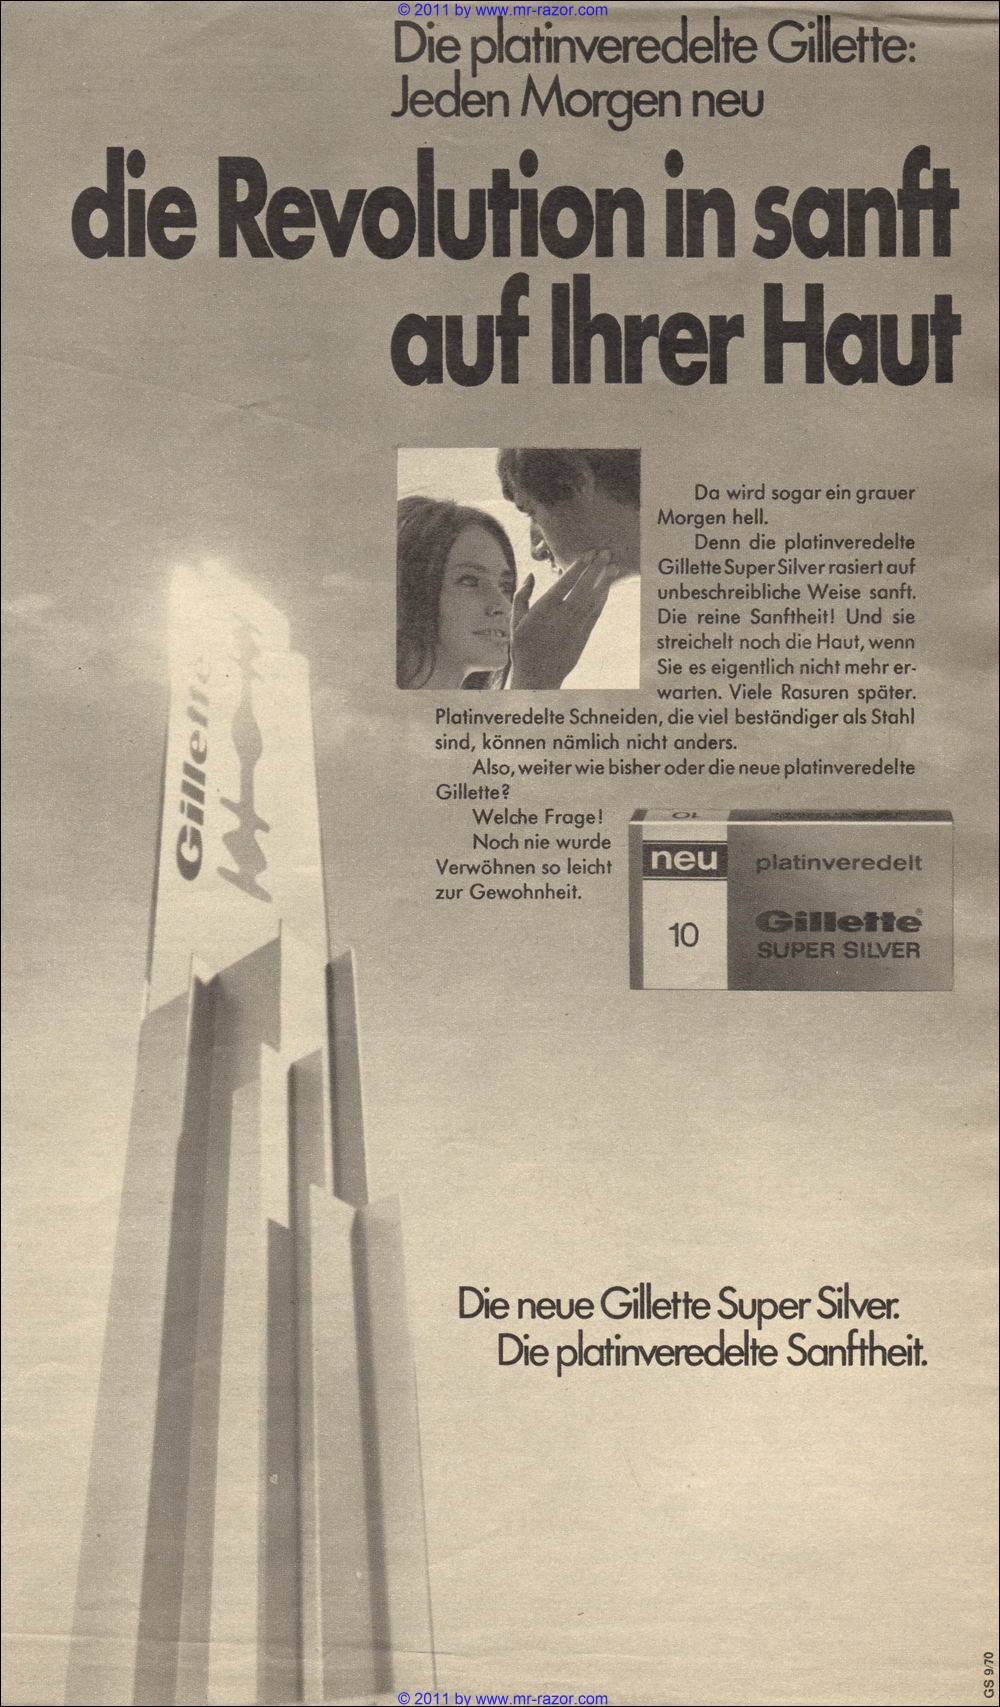 © 2011 by www.mr-razor.com
Die platinveredelte Gillette:
Jeden Morgen neu
die Revolution in sanft
auf Ihrer Haut
Da wird sogar ein grauer
Morgen hell.
Denn die platinveredelte
Gillette Super Silver rasiert auf
unbeschreibliche Weise sanft.
Die reine Sanftheit! Und sie
streichelt noch die Haut, wenn
Sie es eigentlich nicht mehr er-
warten. Viele Rasuren später.
Platinveredelte Schneiden, die viel beständiger als Stahl
sind, können nämlich nicht anders.
Also, weiter wie bisher oder die neue platinveredelte
Gillette?
Welche Frage!
Noch nie wurde
Verwöhnen so leicht
zur Gewohnheit.
Gillette
10
neu
platinveredelt
10
Gillette®
SUPER SILVER
Die neue Gillette Super Silver.
Die platinveredelte Sanftheit.
GS 9/70
© 2011 by www.mr-razor.com